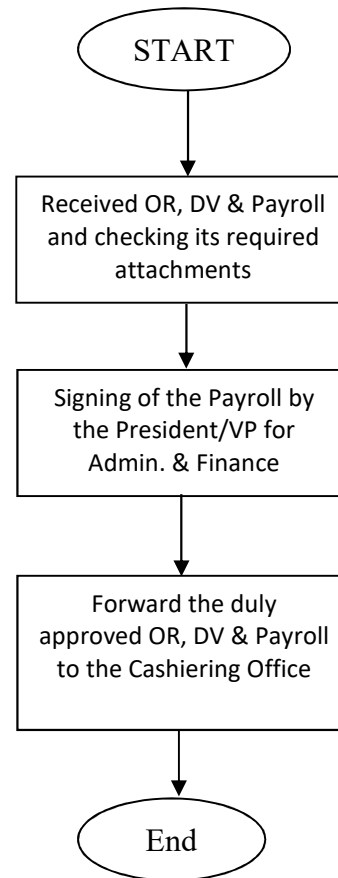 START
Received OR, DV & Payroll
and checking its required
attachments
Signing of the Payroll by
the President/VP for
Admin. & Finance
Forward the duly
approved OR, DV & Payroll
to the Cashiering Office
End